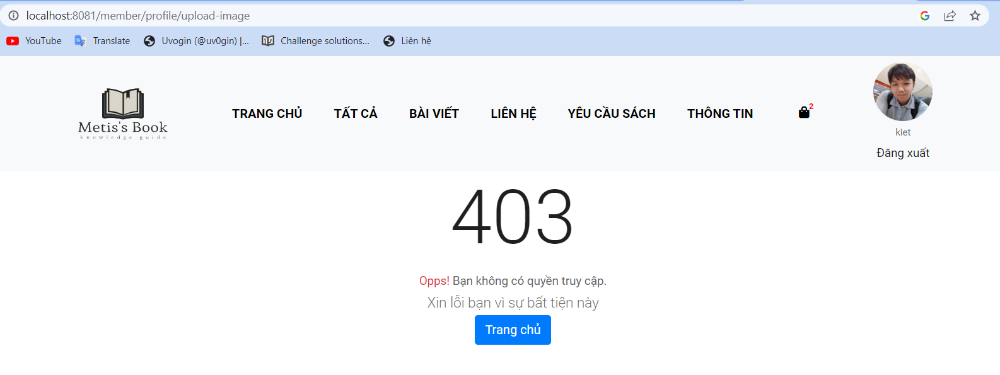 localhost:8081/member/profile/upload-image
YouTube Translate Uvogin (@uv0gin) |... Challenge solutions... Liên hệ
Metis's Book
knowledge guide
TRANG CHỦ TẤT CẢ BÀI VIẾT LIÊN HỆ YÊU CẦU SÁCH THÔNG TIN 2
kiet
Đăng xuất
403
Opps! Bạn không có quyền truy cập.
Xin lỗi bạn vì sự bất tiện này
Trang chủ